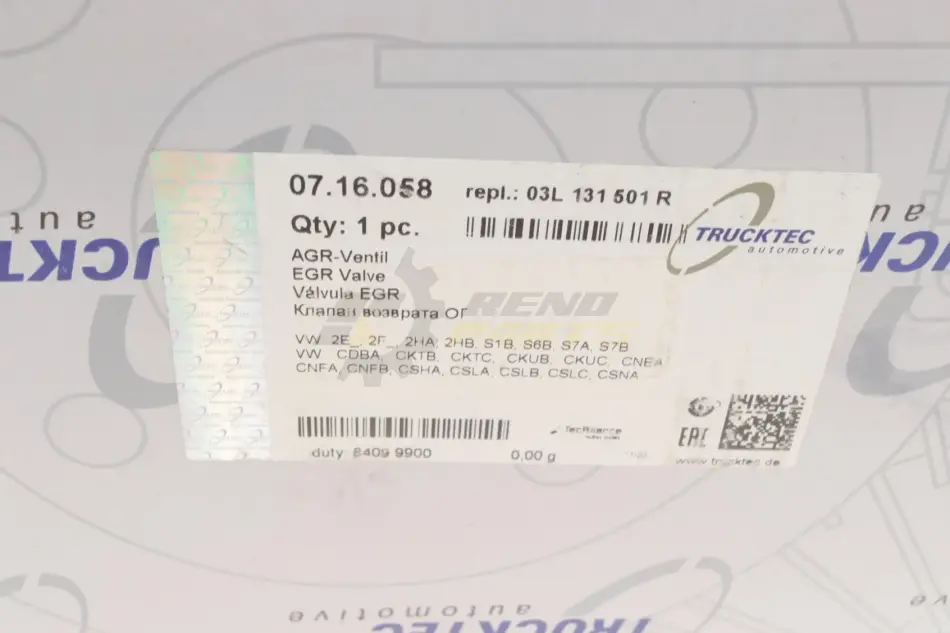 07.16.058 repl.: 03L 131 501 R
Qty: 1 pc.
TRUCKTEC
automotive
AGR-Ventil
EGR Valve
Válvula EGR
Клапан возврата ОГ
RENO
PARTS
VW 2E_, 2F_, 2HA, 2HB, S1B, S6B, S7A, S7B
VW CDBA, CKTB, CKTC, CKUB, CKUC, CNEA
CNFA, CNFB, CSHA, CSLA, CSLB, CSLC, CSNA
TecAlliance
EAC
duty 8409 9900 0,00 g
www.trucktec.de
automotive
TRUCKTEC